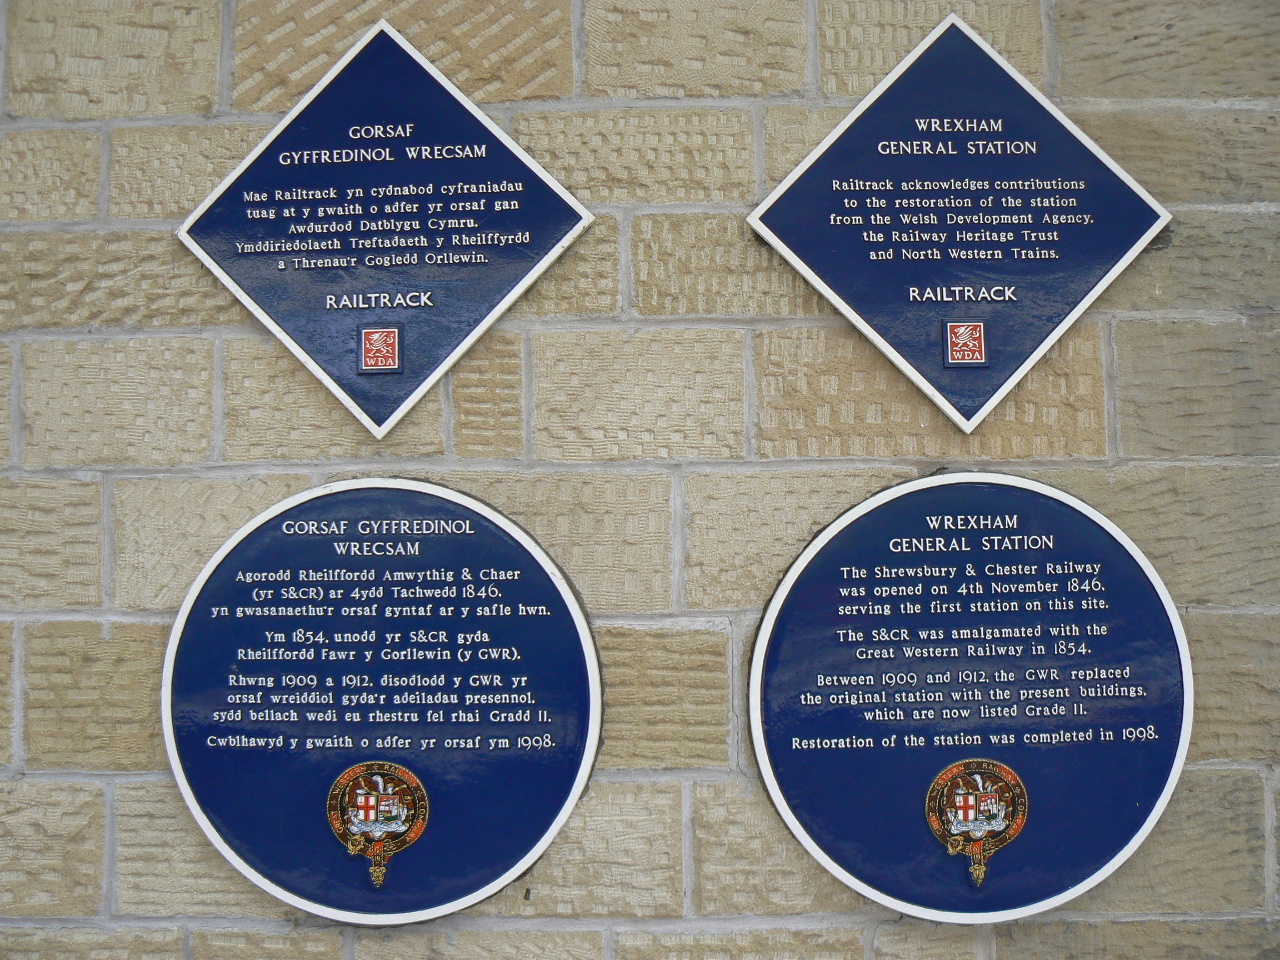 GORSAF
GYFFREDINOL WRECSAM
Mae Railtrack yn cydnabod cyfraniadau
tuag at y gwaith o adfer yr orsaf gan
Awdurdod Datblygu Cymru,
Ymddiriedolaeth Treftadaeth y Rheilffyrdd
a Threnau'r Gogledd Orllewin.
RAILTRACK
WDA
WREXHAM
GENERAL STATION
Railtrack acknowledges contributions
to the restoration of the station
from the Welsh Development Agency,
the Railway Heritage Trust
and North Western Trains.
RAILTRACK
WDA
GORSAF GYFFREDINOL
WRECSAM
Agorodd Rheilffordd Amwythig & Chaer
(yr S&CR) ar 4ydd Tachwedd 1846,
yn gwasanaethu'r orsaf gyntaf ar y safle hwn.
Ym 1854, unodd yr S&CR gyda
Rheilffordd Fawr y Gorllewin (y GWR).
Rhwng 1909 a 1912, disodlodd y GWR yr
orsaf wreiddiol gyda'r adeiladau presennol,
sydd bellach wedi eu rhestru fel rhai Gradd II.
Cwblhawyd y gwaith o adfer yr orsaf ym 1998.
GREAT WESTERN RAILWAY COMPANY
WREXHAM
GENERAL STATION
The Shrewsbury & Chester Railway
was opened on 4th November 1846,
serving the first station on this site.
The S&CR was amalgamated with the
Great Western Railway in 1854.
Between 1909 and 1912, the GWR replaced
the original station with the present buildings,
which are now listed Grade II.
Restoration of the station was completed in 1998.
GREAT WESTERN RAILWAY COMPANY